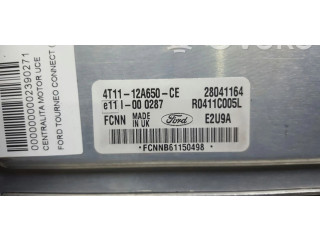 4T11-12A650-CE 28041164
e11 I-00 0287 R0411C005L
FCNN MADE IN UK Ford E2U9A
*FCNNB61150498*
000000000002390271
CENTRALITA MOTOR UCE
FORD TOURNEO CONNECT (